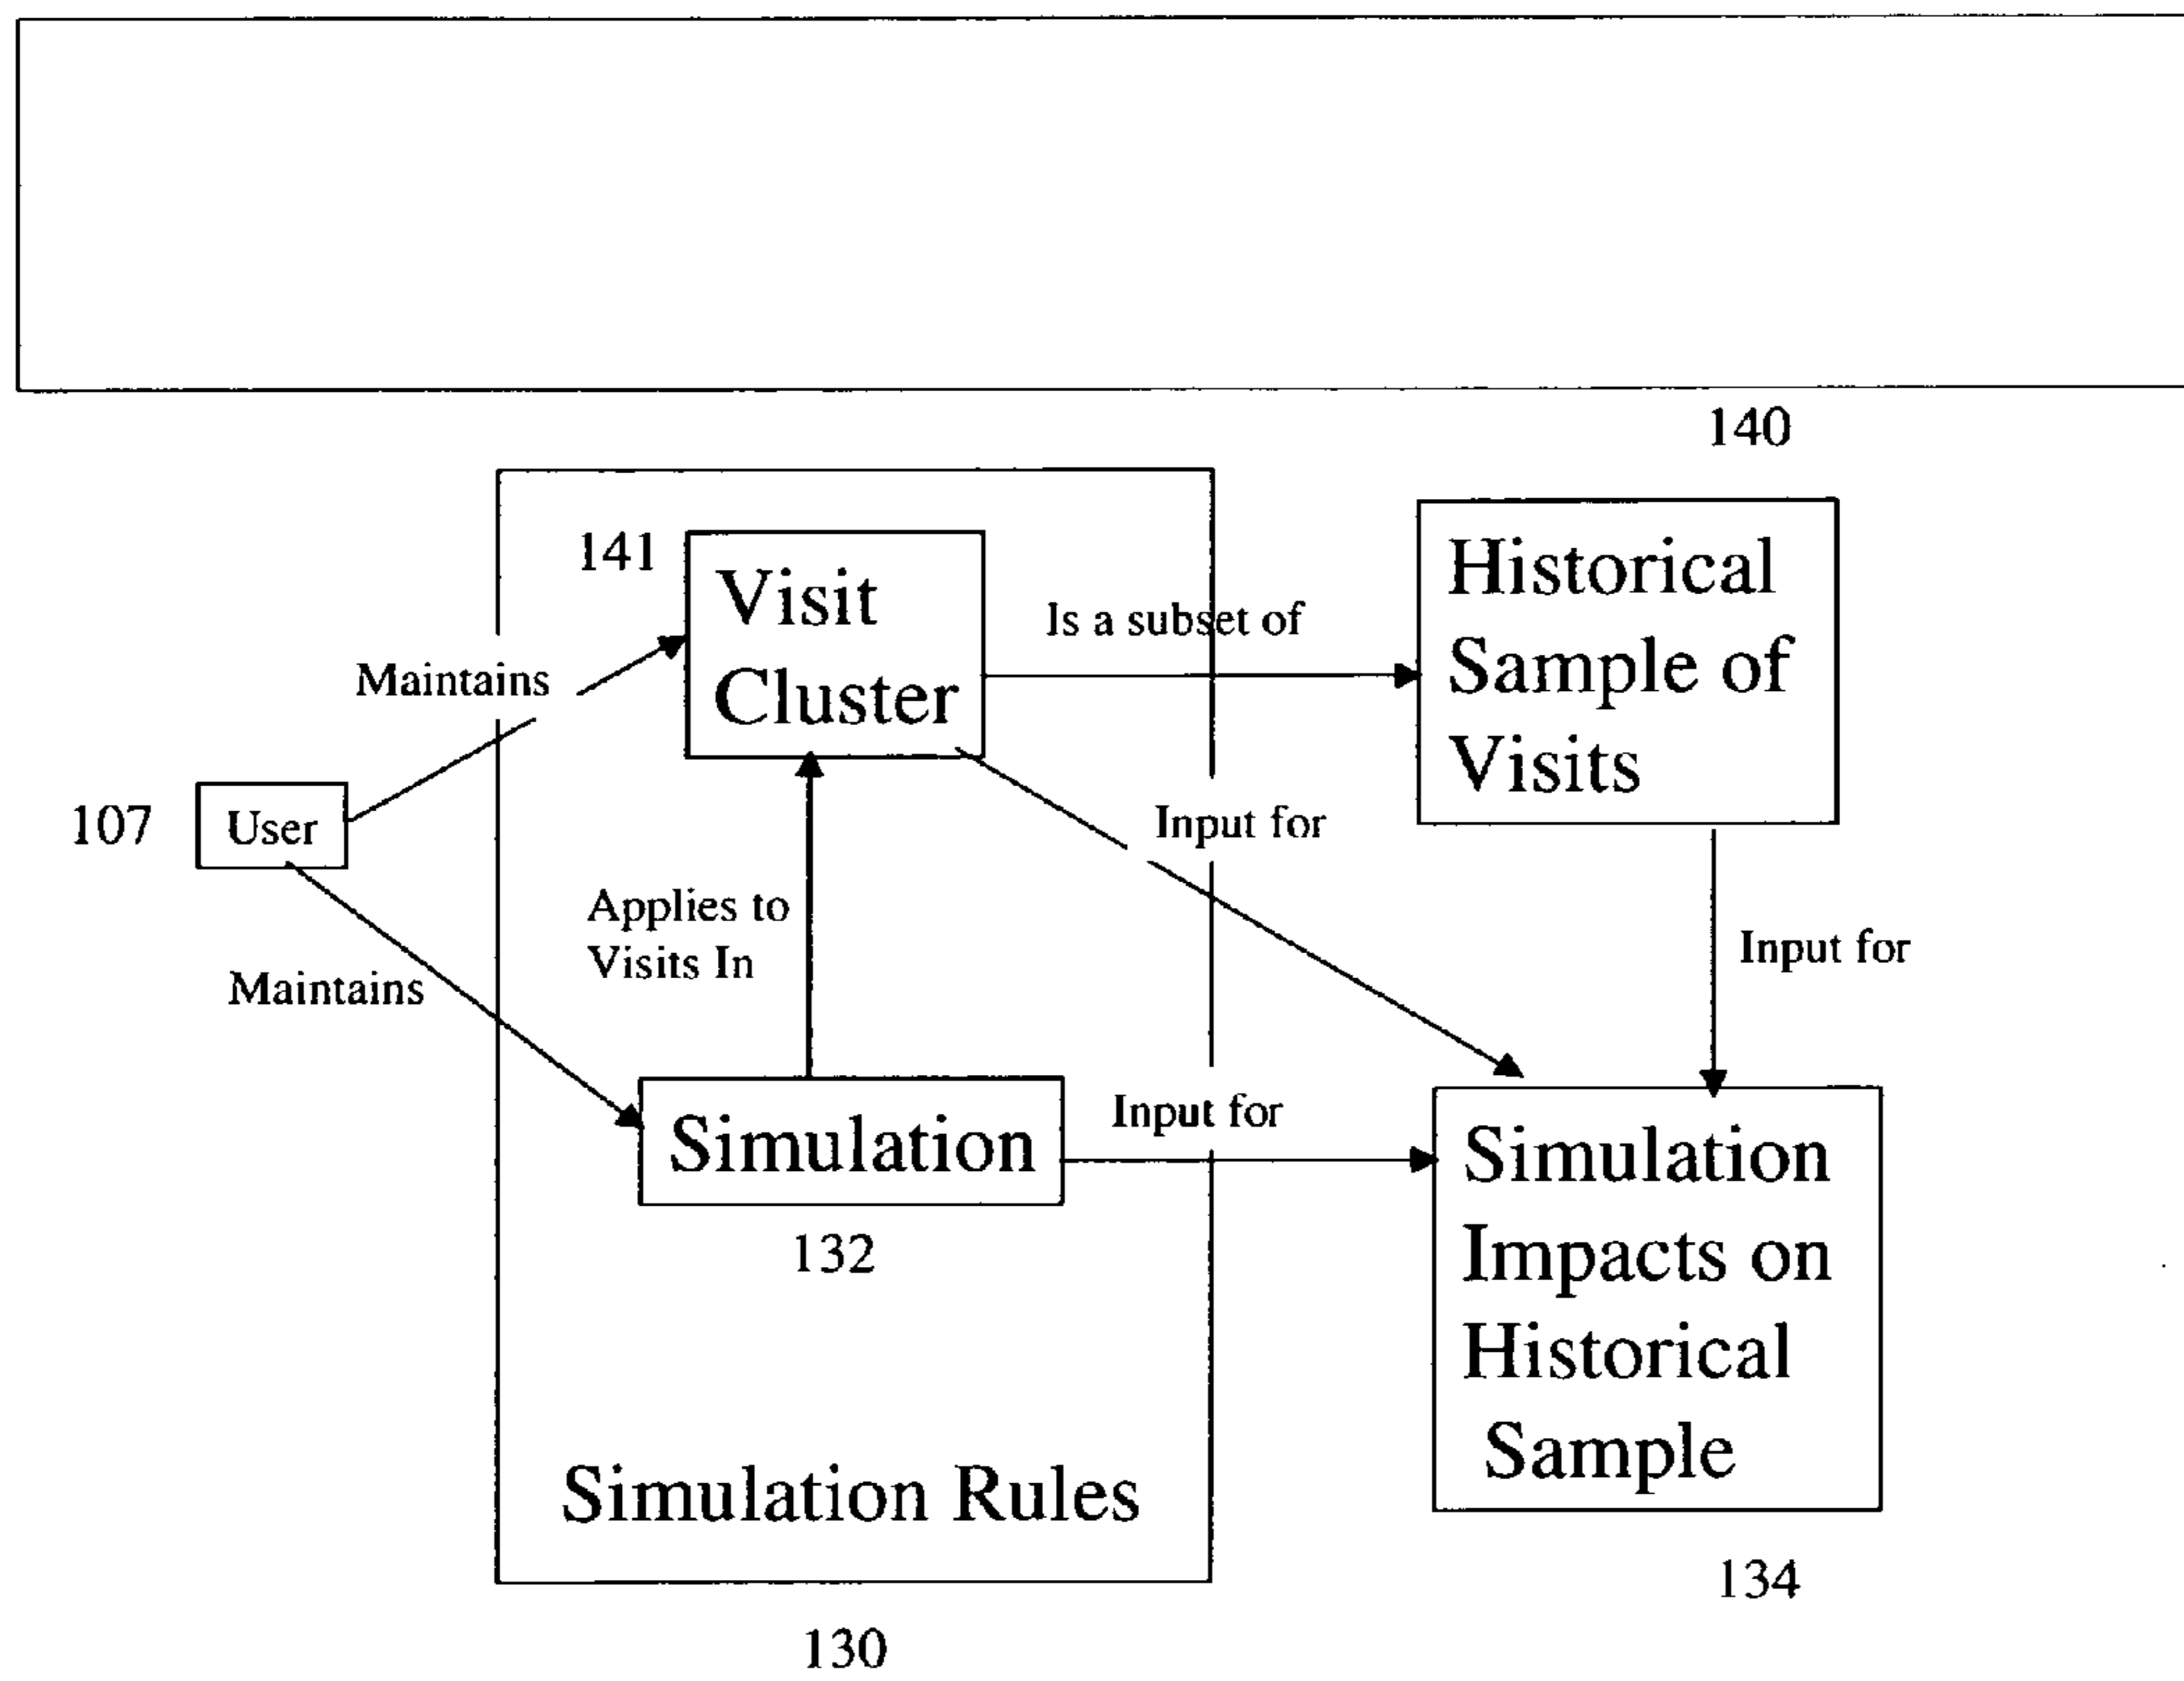 140
141
Visit
Cluster
Is a subset of
Historical
Sample of
Visits
Maintains
107
User
Input for
Applies to
Visits In
Input for
Maintains
Simulation
Input for
132
Simulation
Impacts on
Historical
Sample
Simulation Rules
134
130